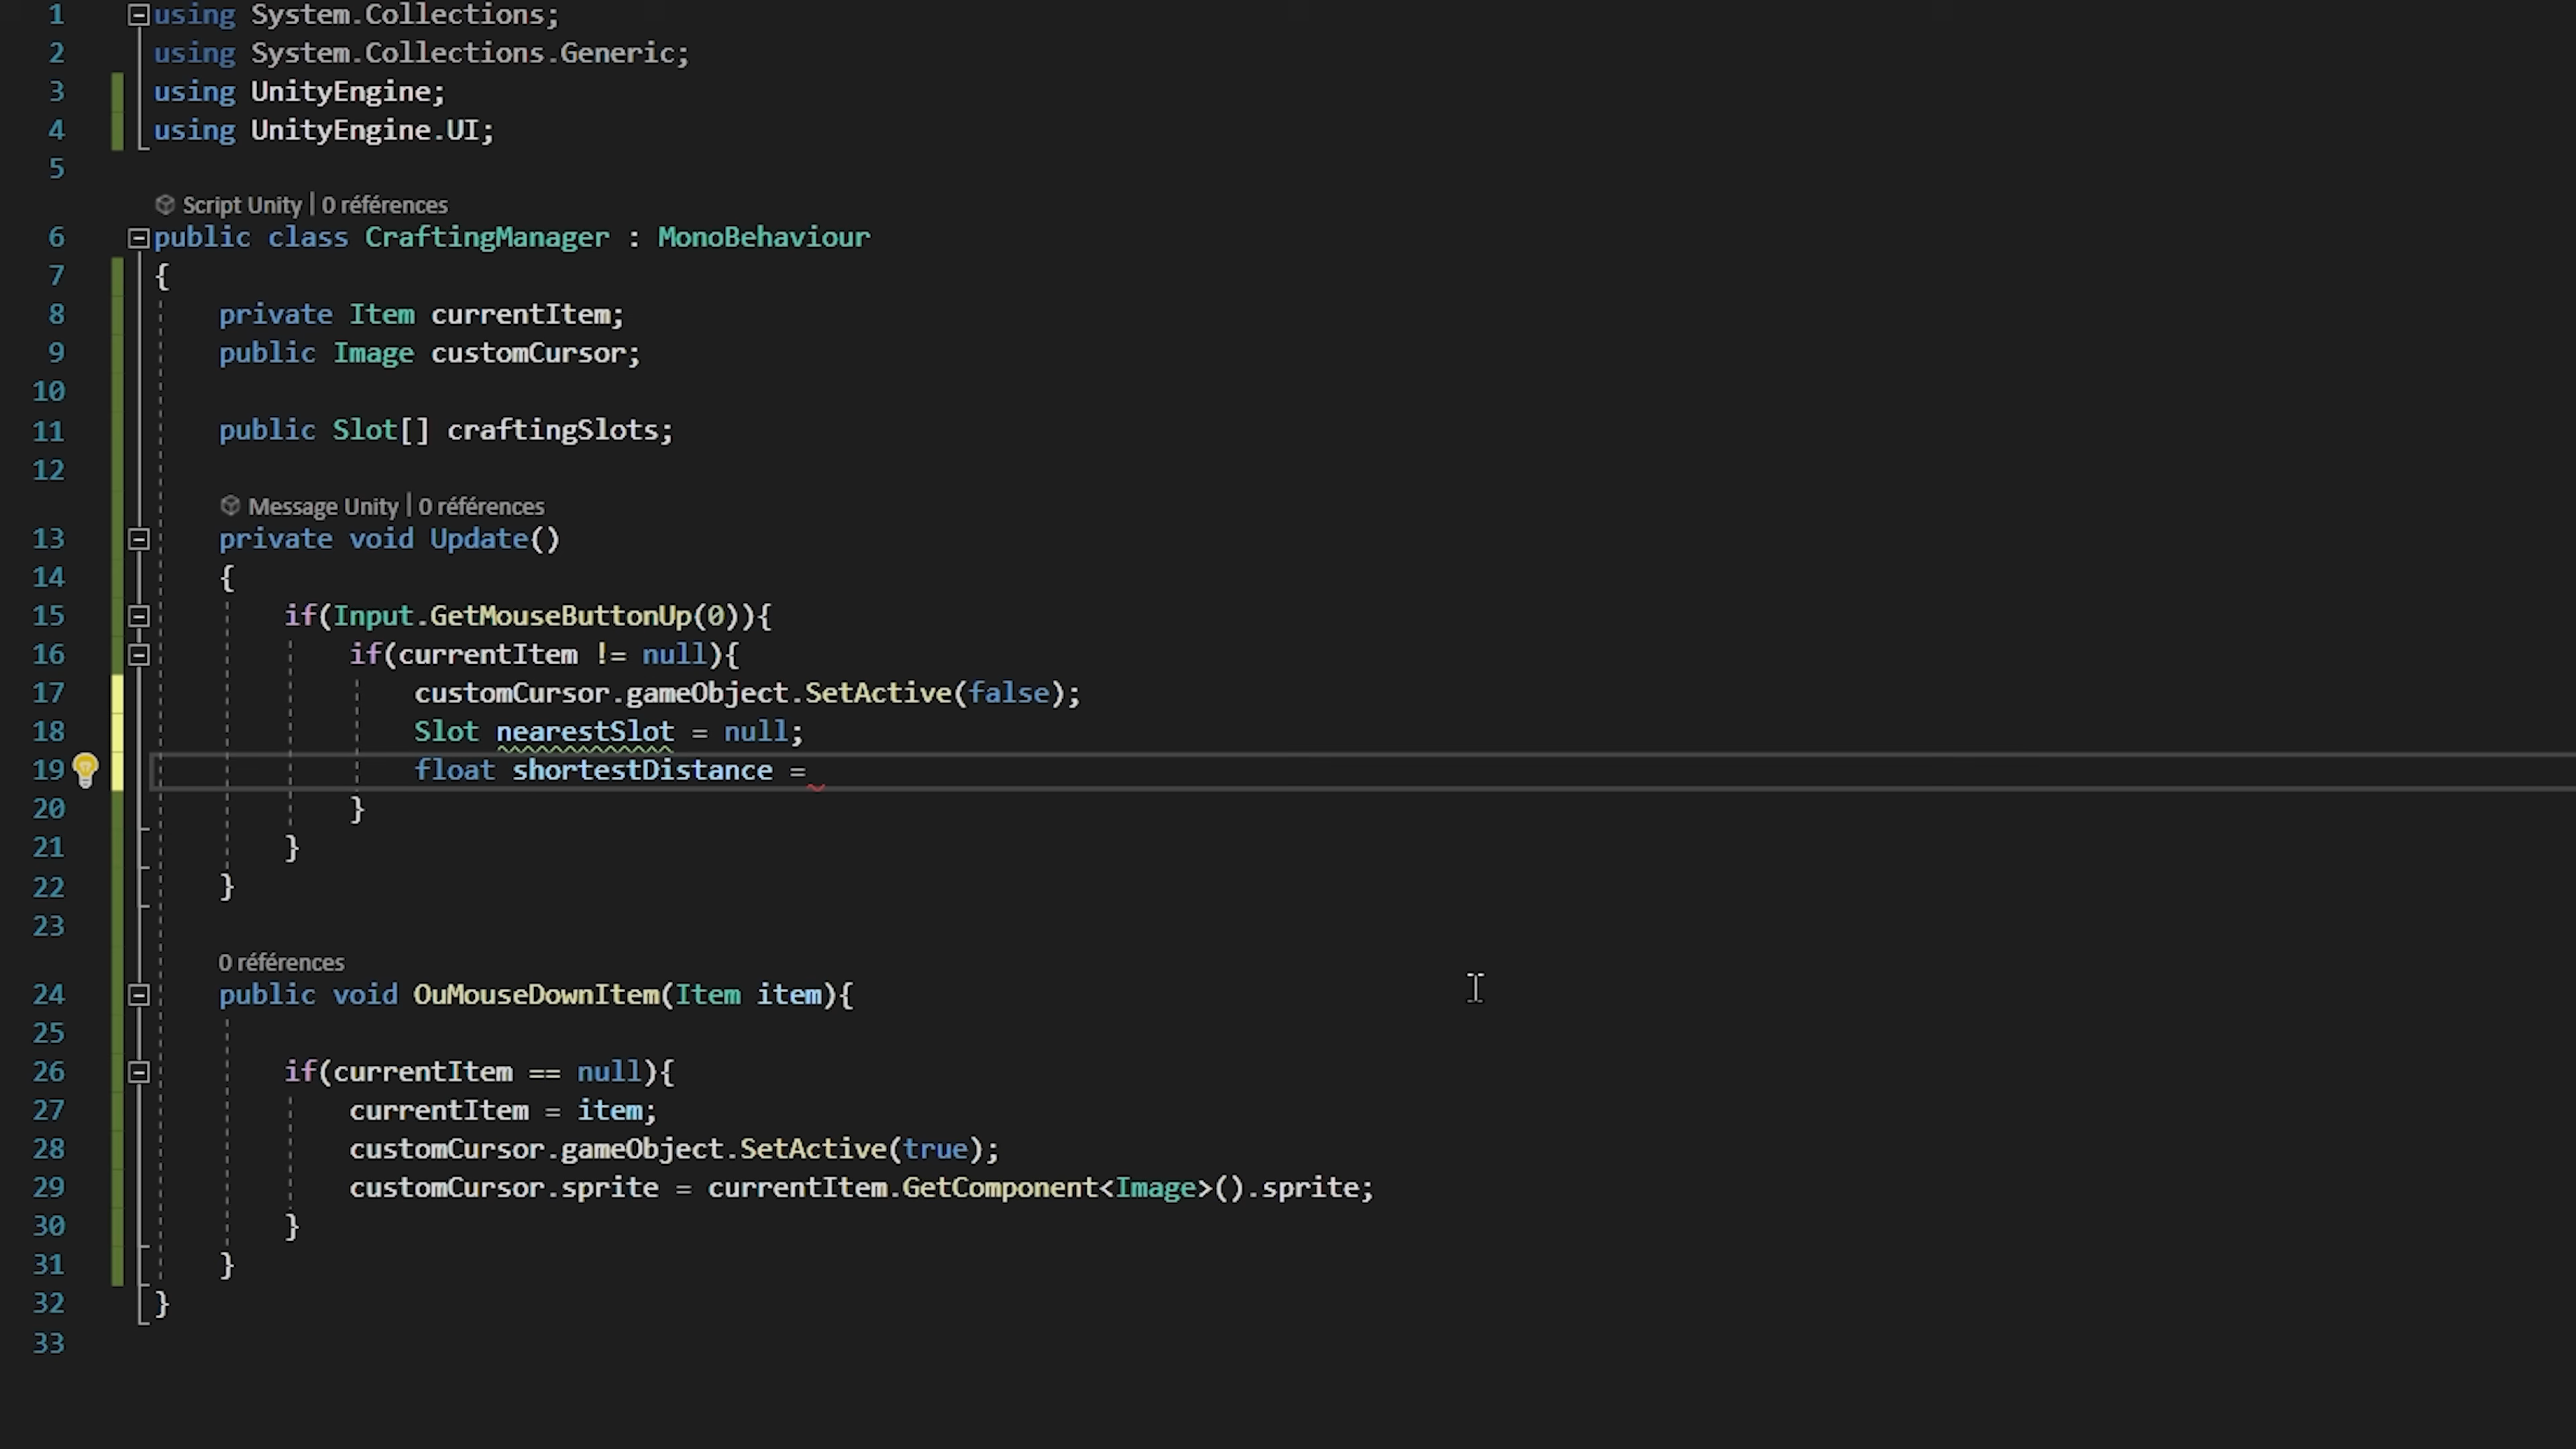 1 using System.Collections;
2 using System.Collections.Generic;
3 using UnityEngine;
4 using UnityEngine.UI;
5
Script Unity | 0 références
6 public class CraftingManager : MonoBehaviour
7 {
8 private Item currentItem;
9 public Image customCursor;
10
11 public Slot[] craftingSlots;
12
Message Unity | 0 références
13 private void Update()
14 {
15 if(Input.GetMouseButtonUp(0)){
16 if(currentItem != null){
17 customCursor.gameObject.SetActive(false);
18 Slot nearestSlot = null;
19 float shortestDistance =
20 }
21 }
22 }
23
0 références
24 public void OuMouseDownItem(Item item){
25
26 if(currentItem == null){
27 currentItem = item;
28 customCursor.gameObject.SetActive(true);
29 customCursor.sprite = currentItem.GetComponent<Image>().sprite;
30 }
31 }
32 }
33